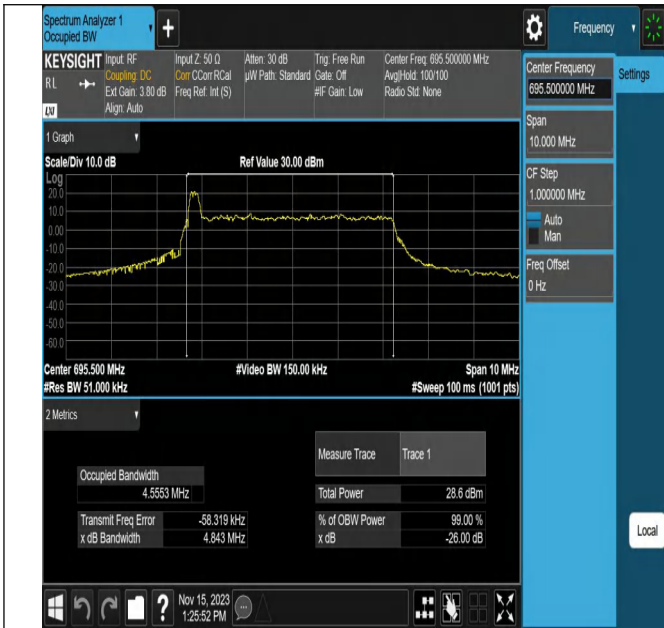 Spectrum Analyzer 1
Occupied BW
Frequency
KEYSIGHT
RL
LXI
Input: RF
Coupling: DC
Ext Gain: 3.80 dB
Align: Auto
Input Z: 50 Ω
Corr CCorr RCal
Freq Ref: Int (S)
Atten: 30 dB
µW Path: Standard
Trig: Free Run
Gate: Off
#IF Gain: Low
Center Freq: 695.500000 MHz
Avg|Hold: 100/100
Radio Std: None
Center Frequency
695.500000 MHz
Settings
Span
10.000 MHz
CF Step
1.000000 MHz
Auto
Man
Freq Offset
0 Hz
1 Graph
Scale/Div 10.0 dB
Ref Value 30.00 dBm
Log
20.0
10.0
0.00
-10.0
-20.0
-30.0
-40.0
-50.0
-60.0
Center 695.500 MHz
#Video BW 150.00 kHz
Span 10 MHz
#Res BW 51.000 kHz
#Sweep 100 ms (1001 pts)
2 Metrics
Measure Trace
Trace 1
Occupied Bandwidth
4.5553 MHz
Total Power
28.6 dBm
Transmit Freq Error
-58.319 kHz
% of OBW Power
99.00 %
x dB Bandwidth
4.843 MHz
x dB
-26.00 dB
Local
?
Nov 15, 2023
1:25:52 PM